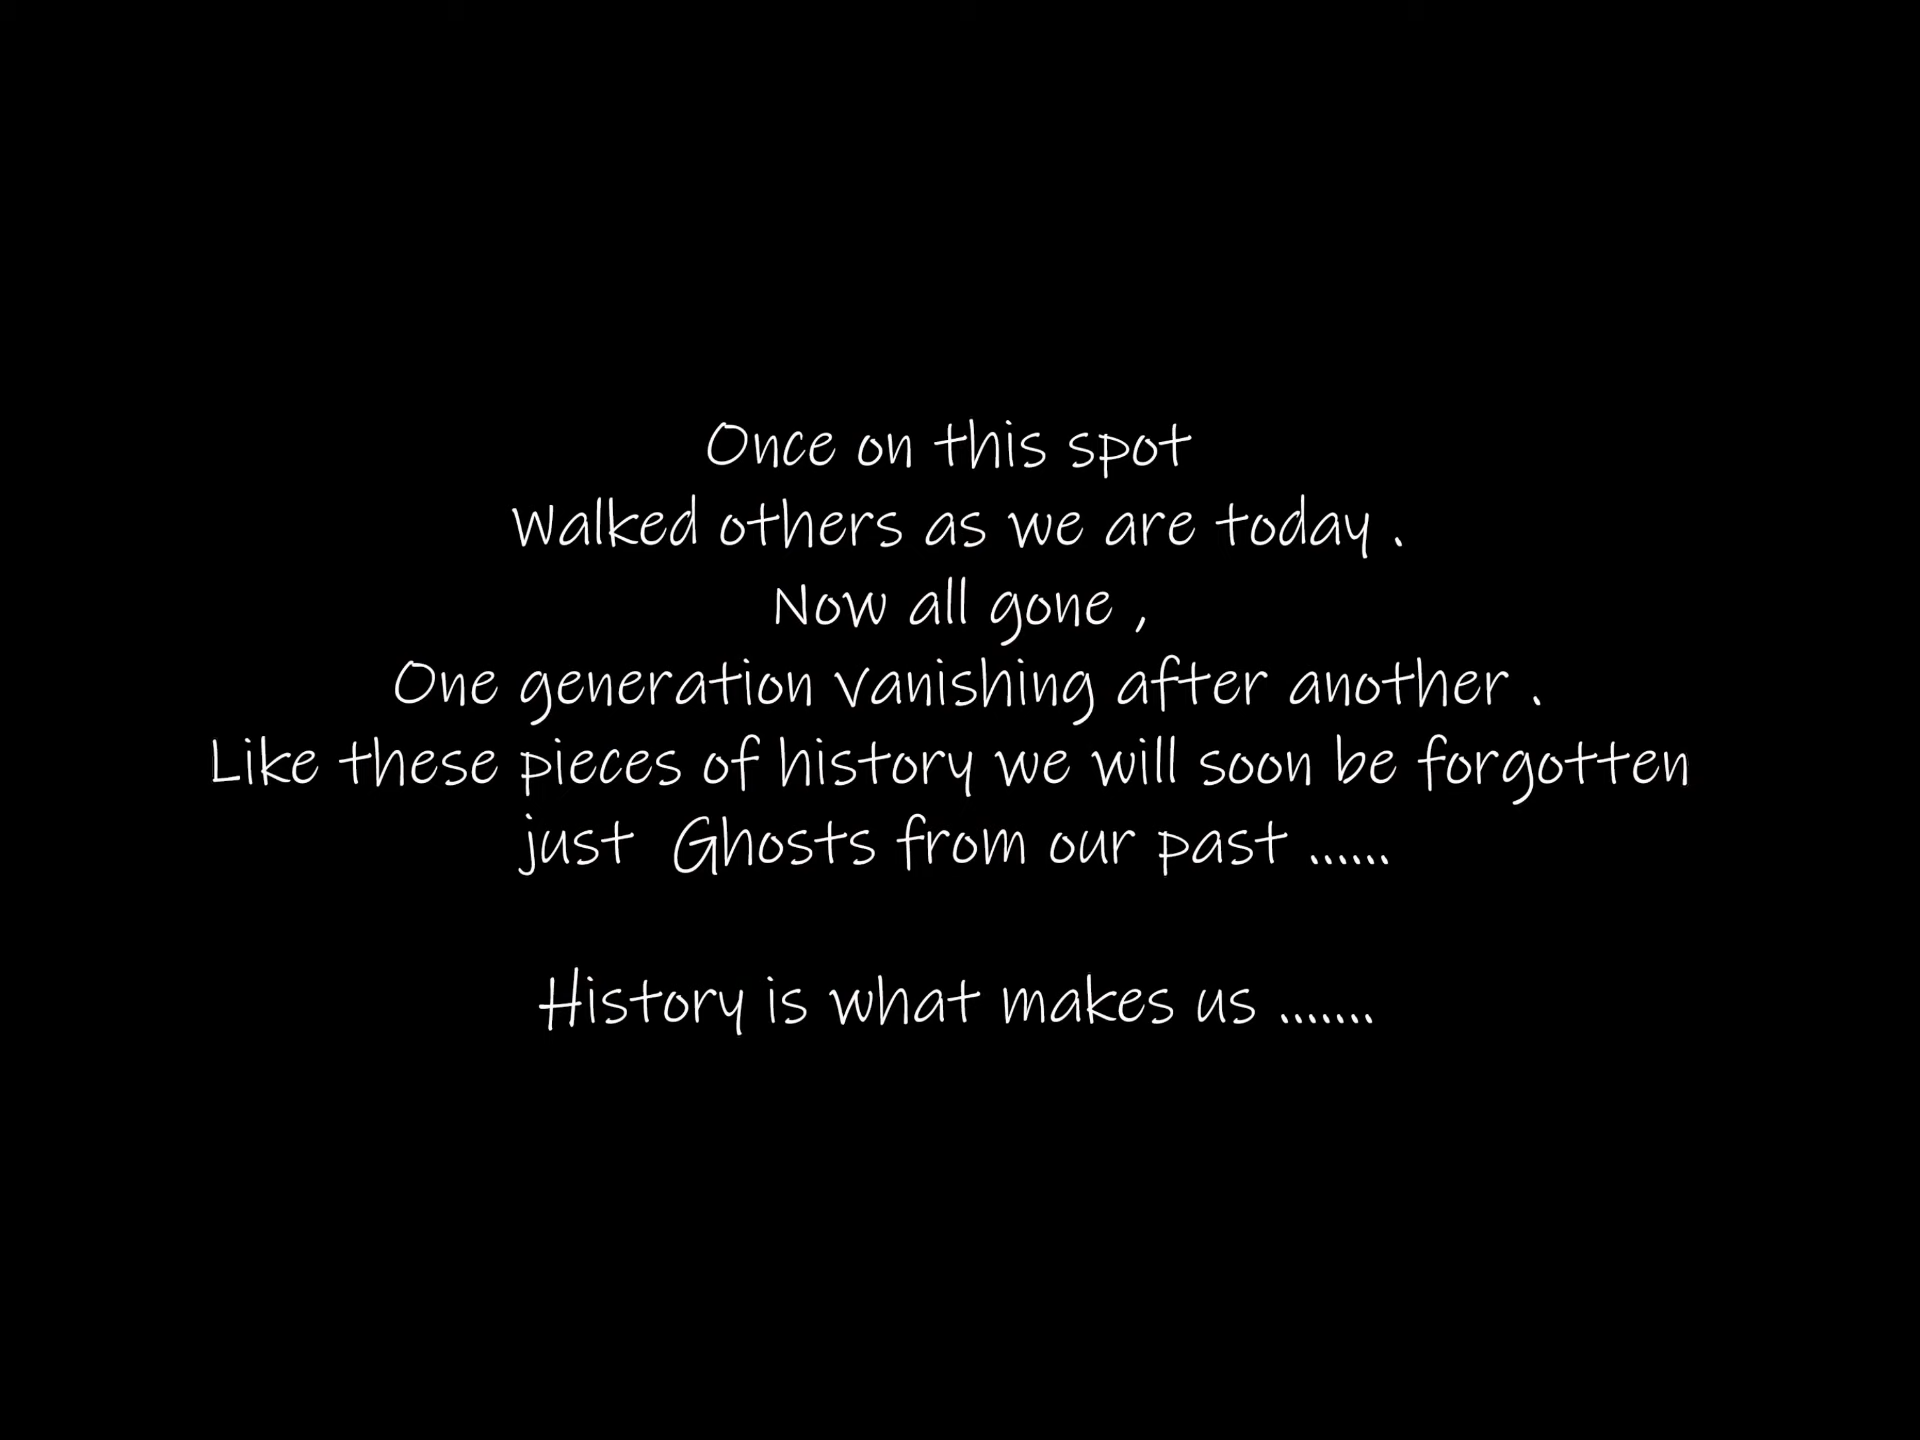 Once on this spot
Walked others as we are today .
Now all gone ,
One generation vanishing after another .
Like these pieces of history we will soon be forgotten
just  Ghosts from our past ......
History is what makes us .......